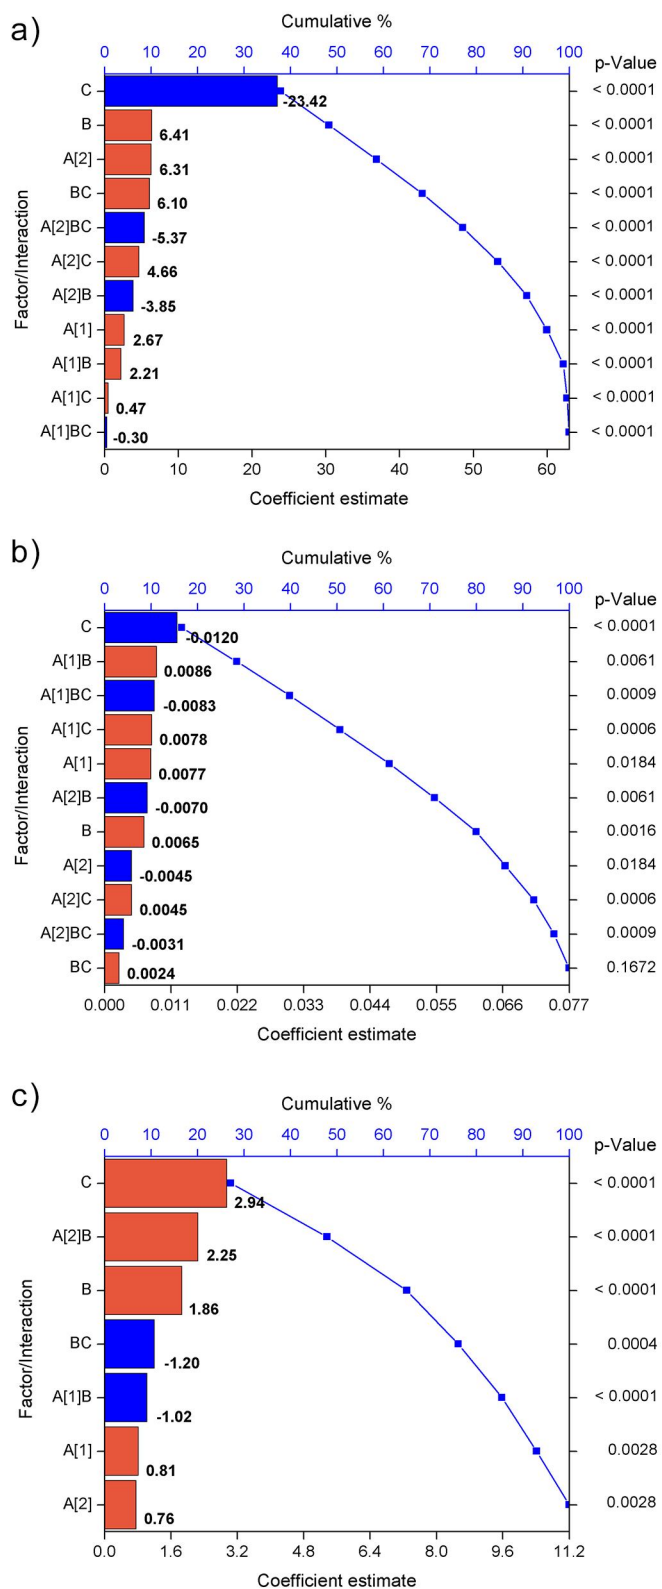 a)
Cumulative %
0 10 20 30 40 50 60 70 80 90 100
p-Value
C -23.42 < 0.0001
B 6.41 < 0.0001
A[2] 6.31 < 0.0001
BC 6.10 < 0.0001
A[2]BC -5.37 < 0.0001
A[2]C 4.66 < 0.0001
A[2]B -3.85 < 0.0001
A[1] 2.67 < 0.0001
A[1]B 2.21 < 0.0001
A[1]C 0.47 < 0.0001
A[1]BC -0.30 < 0.0001
Factor/Interaction
0 10 20 30 40 50 60
Coefficient estimate
b)
Cumulative %
0 10 20 30 40 50 60 70 80 90 100
p-Value
C -0.0120 < 0.0001
A[1]B 0.0086 0.0061
A[1]BC -0.0083 0.0009
A[1]C 0.0078 0.0006
A[1] 0.0077 0.0184
A[2]B -0.0070 0.0061
B 0.0065 0.0016
A[2] -0.0045 0.0184
A[2]C 0.0045 0.0006
A[2]BC -0.0031 0.0009
BC 0.0024 0.1672
Factor/Interaction
0.000 0.011 0.022 0.033 0.044 0.055 0.066 0.077
Coefficient estimate
c)
Cumulative %
0 10 20 30 40 50 60 70 80 90 100
p-Value
C 2.94 < 0.0001
A[2]B 2.25 < 0.0001
B 1.86 < 0.0001
BC -1.20 0.0004
A[1]B -1.02 < 0.0001
A[1] 0.81 0.0028
A[2] 0.76 0.0028
Factor/Interaction
0.0 1.6 3.2 4.8 6.4 8.0 9.6 11.2
Coefficient estimate